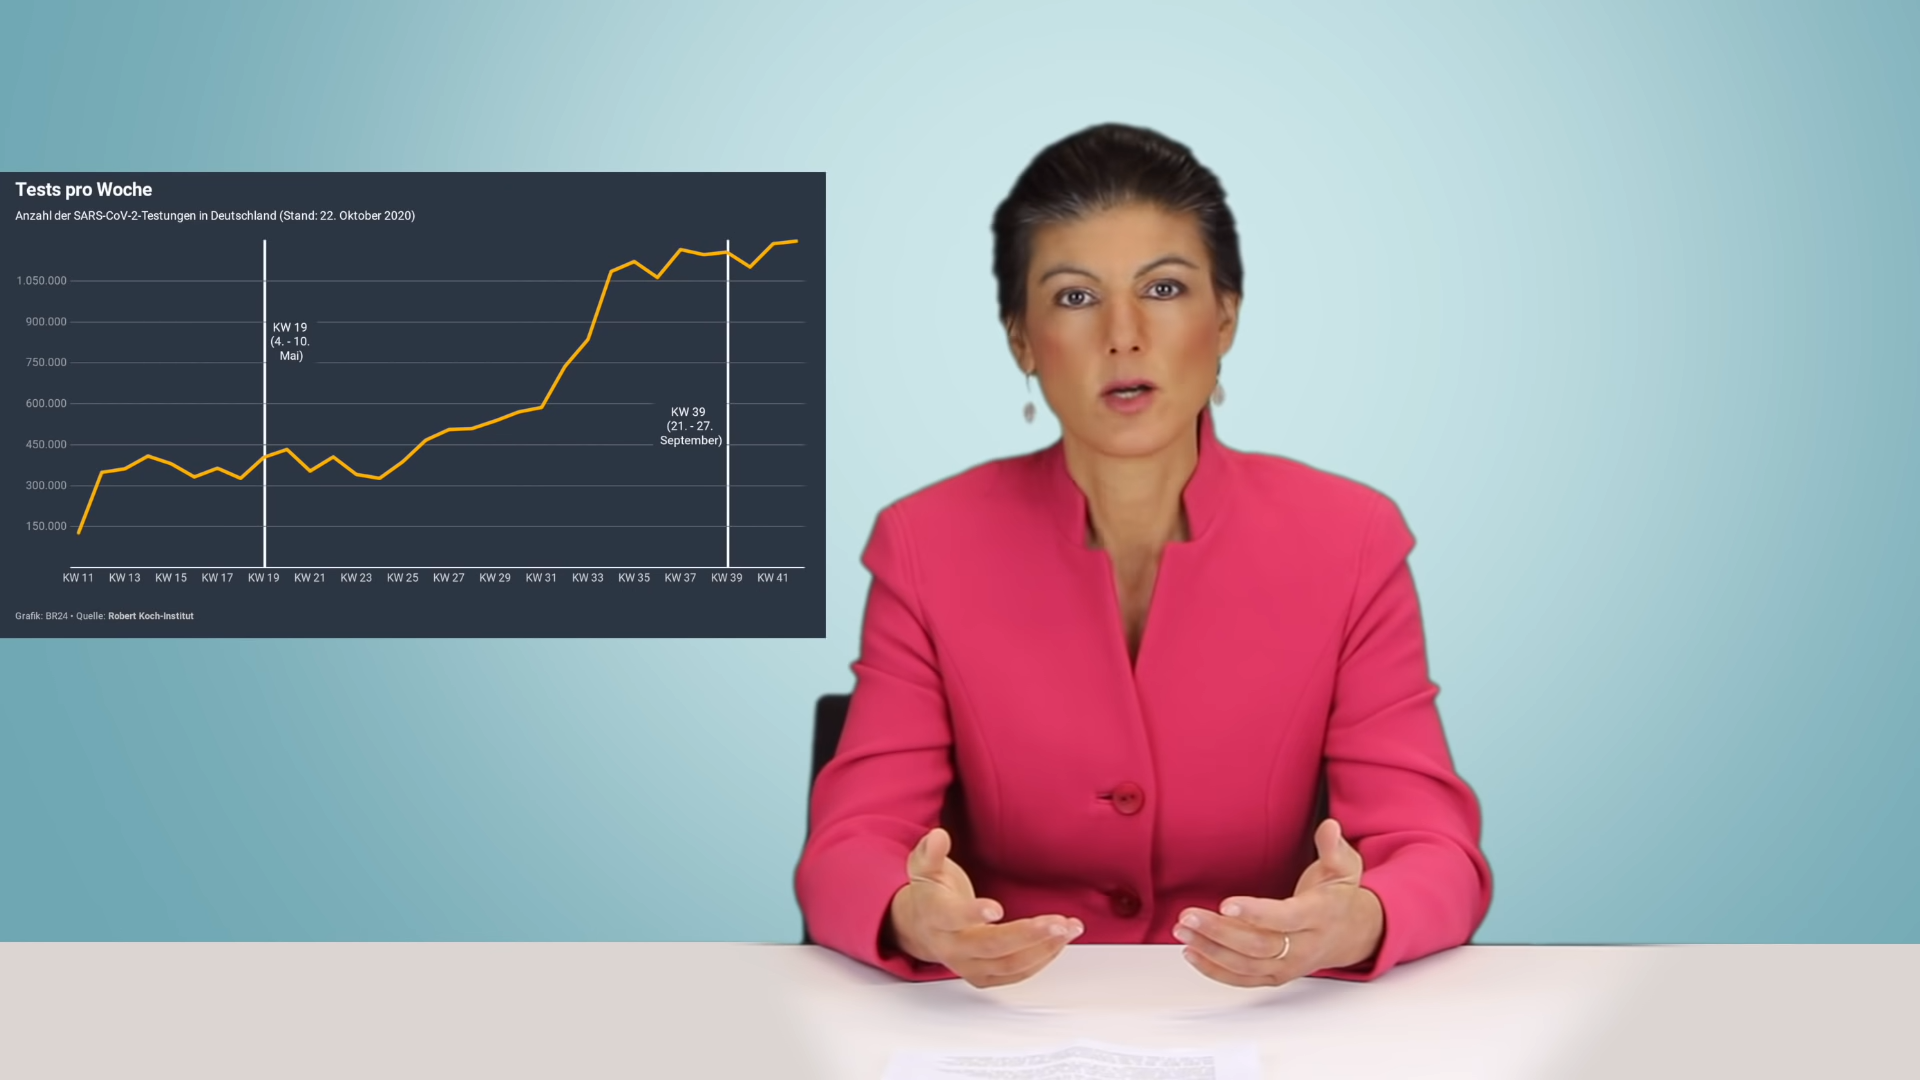 Tests pro Woche
Anzahl der SARS-CoV-2-Testungen in Deutschland (Stand: 22. Oktober 2020)
1.050.000
900.000
750.000
600.000
450.000
300.000
150.000
KW 19
(4. - 10.
Mai)
KW 39
(21. - 27.
September)
KW 11 KW 13 KW 15 KW 17 KW 19 KW 21 KW 23 KW 25 KW 27 KW 29 KW 31 KW 33 KW 35 KW 37 KW 39 KW 41
Grafik: BR24 • Quelle: Robert Koch-Institut